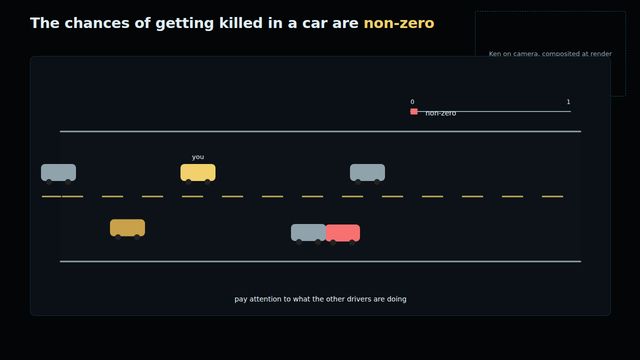 The chances of getting killed in a car are non-zero
Ken on camera, composited at render
0 1
non-zero
you
pay attention to what the other drivers are doing